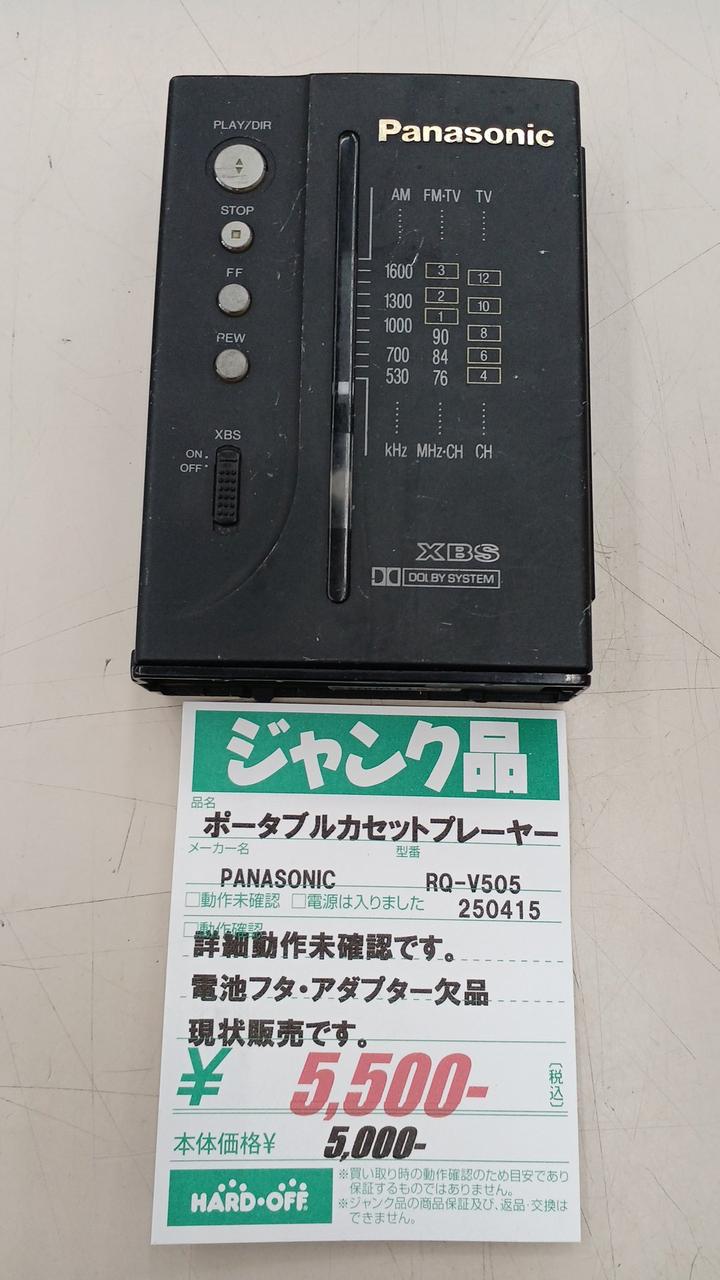 Panasonic
PLAY/DIR
STOP
FF
REW
XBS
ON
OFF
AM FM·TV TV
1600 3 12
1300 2 10
1000 1 8
90
700 84 6
530 76 4
kHz MHz·CH CH
XBS
DOLBY SYSTEM
ジャンク品
品名
ポータブルカセットプレーヤー
メーカー名 型番
PANASONIC RQ-V505
□動作未確認 □電源は入りました 250415
□動作確認
詳細動作未確認です。
電池フタ・アダプター欠品
現状販売です。
¥ 5,500- 〔税込〕
本体価格¥ 5,000-
HARD·OFF
※買い取り時の動作確認のため目安であり
保証するものではありません。
※ジャンク品の商品保証及び、返品・交換は
できません。